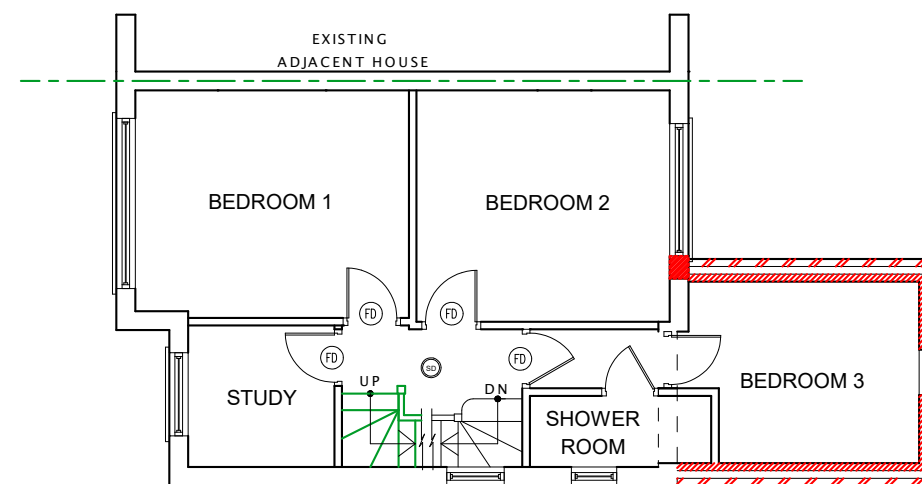 EXISTING
ADJACENT HOUSE
BEDROOM 1
BEDROOM 2
FD
FD
FD
FD
SD
UP
DN
STUDY
BEDROOM 3
SHOWER
ROOM